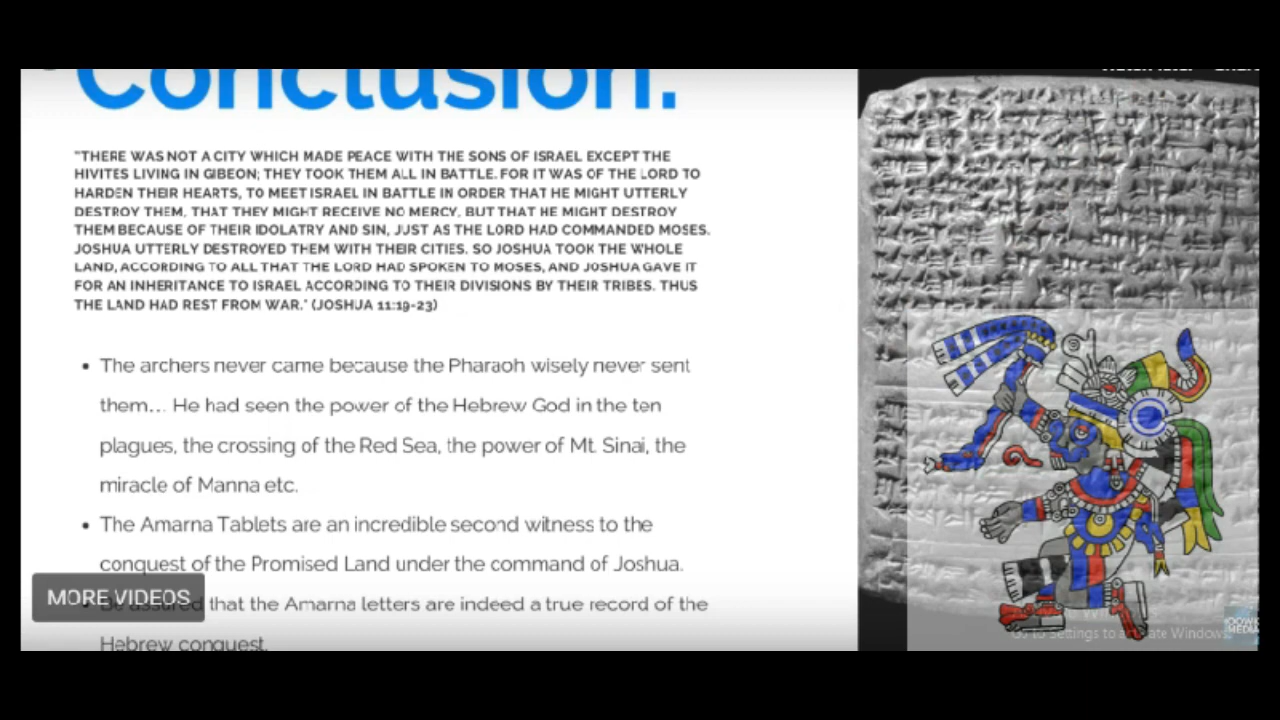 Conclusion.
"THERE WAS NOT A CITY WHICH MADE PEACE WITH THE SONS OF ISRAEL EXCEPT THE
HIVITES LIVING IN GIBEON; THEY TOOK THEM ALL IN BATTLE. FOR IT WAS OF THE LORD TO
HARDEN THEIR HEARTS, TO MEET ISRAEL IN BATTLE IN ORDER THAT HE MIGHT UTTERLY
DESTROY THEM, THAT THEY MIGHT RECEIVE NO MERCY, BUT THAT HE MIGHT DESTROY
THEM BECAUSE OF THEIR IDOLATRY AND SIN, JUST AS THE LORD HAD COMMANDED MOSES.
JOSHUA UTTERLY DESTROYED THEM WITH THEIR CITIES. SO JOSHUA TOOK THE WHOLE
LAND, ACCORDING TO ALL THAT THE LORD HAD SPOKEN TO MOSES, AND JOSHUA GAVE IT
FOR AN INHERITANCE TO ISRAEL ACCORDING TO THEIR DIVISIONS BY THEIR TRIBES. THUS
THE LAND HAD REST FROM WAR." (JOSHUA 11:19-23)
• The archers never came because the Pharaoh wisely never sent
them... He had seen the power of the Hebrew God in the ten
plagues, the crossing of the Red Sea, the power of Mt. Sinai, the
miracle of Manna etc.
• The Amarna Tablets are an incredible second witness to the
conquest of the Promised Land under the command of Joshua.
MORE VIDEOS
• Be assured that the Amarna letters are indeed a true record of the
Hebrew conquest.
Go to Settings to activate Windows
MEDIA